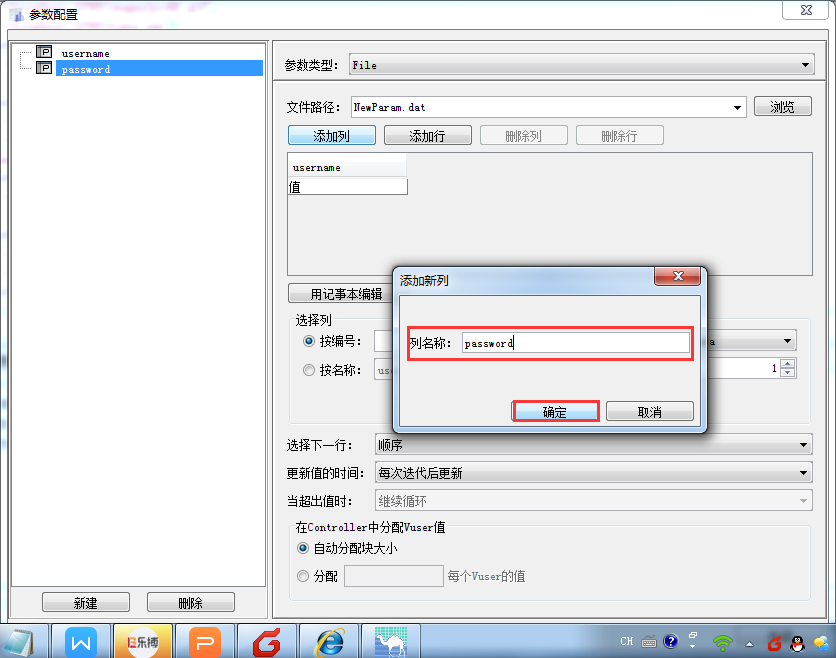 参数配置
username
password
参数类型: File
文件路径: NewParam.dat 浏览
添加列 添加行 删除列 删除行
username
值
用记事本编辑
添加新列
列名称: password
确定 取消
选择列
按编号: a
按名称: use 1
选择下一行: 顺序
更新值的时间: 每次迭代后更新
当超出值时: 继续循环
在Controller中分配Vuser值
自动分配块大小
分配 每个Vuser的值
新建 删除
乐搏 CH